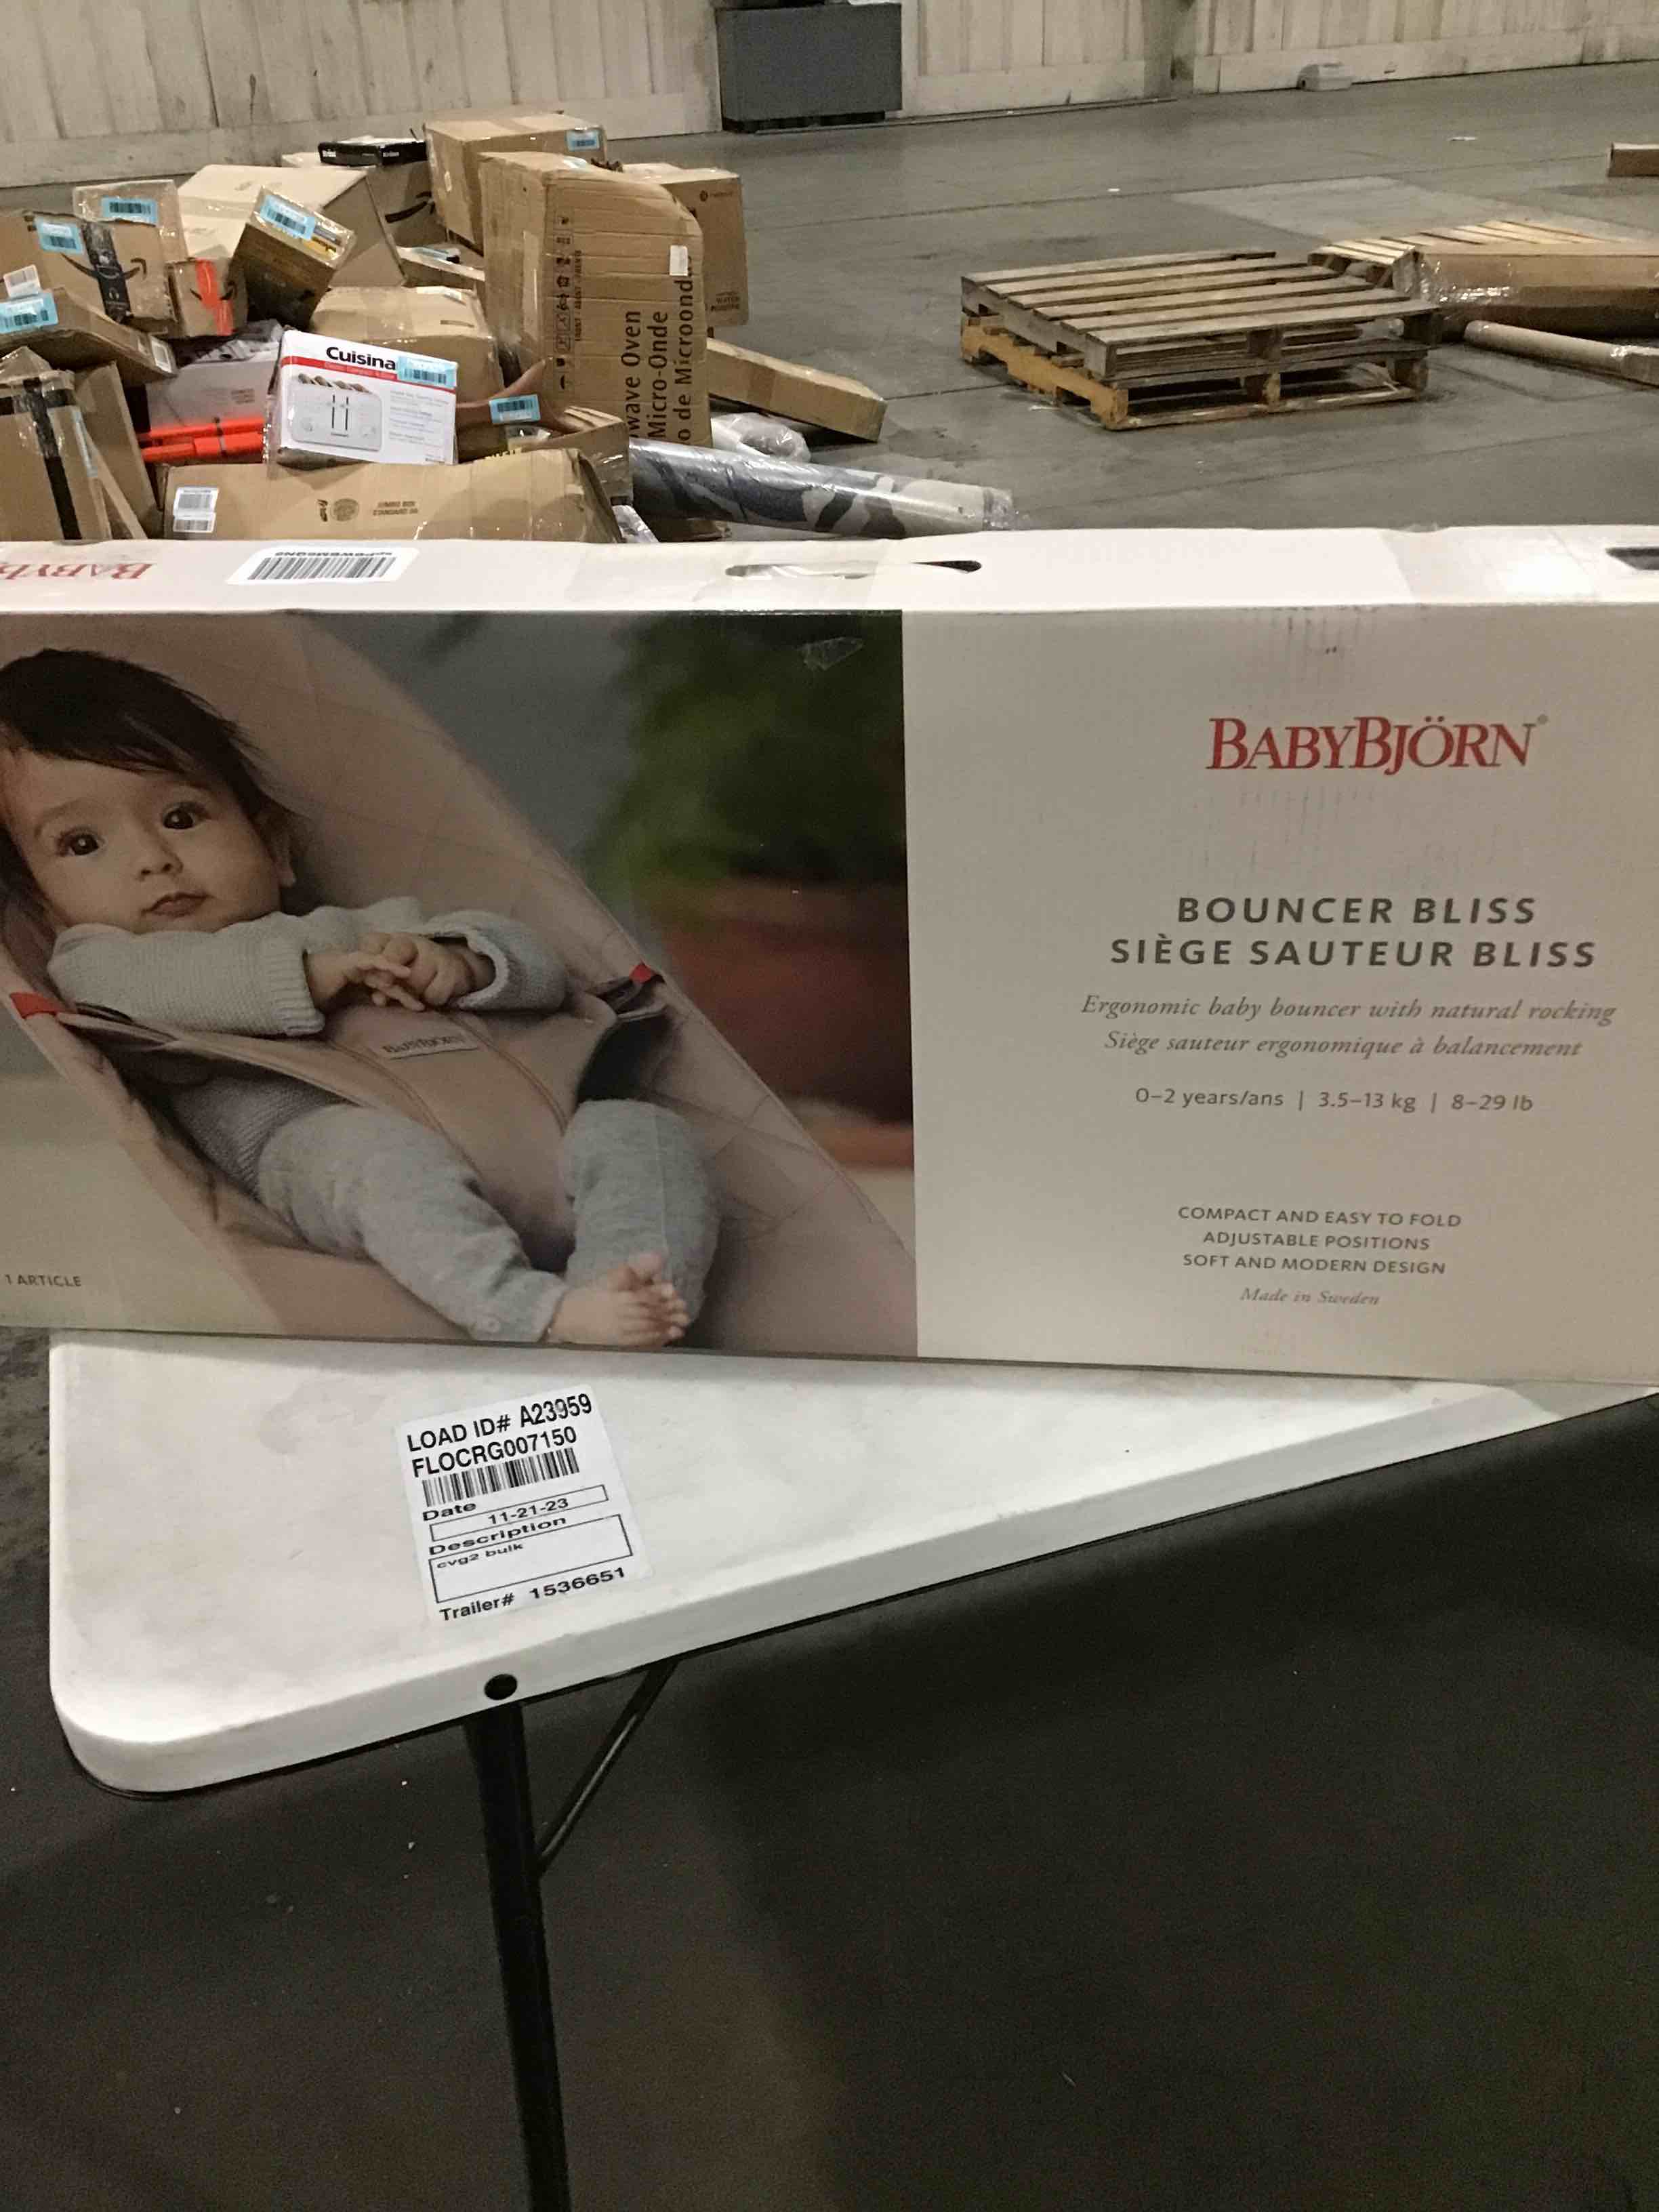 Cuisina
wave Oven
Micro-Onde
o de Microond
BABYBJÖRN
BABYBJÖRN
BOUNCER BLISS
SIÈGE SAUTEUR BLISS
Ergonomic baby bouncer with natural rocking
Siège sauteur ergonomique à balancement
0–2 years/ans | 3.5–13 kg | 8–29 lb
COMPACT AND EASY TO FOLD
ADJUSTABLE POSITIONS
SOFT AND MODERN DESIGN
Made in Sweden
1 ARTICLE
LOAD ID# A23959
FLOCRG007150
Date
11-21-23
Description
cvg2 bulk
Trailer# 1536651